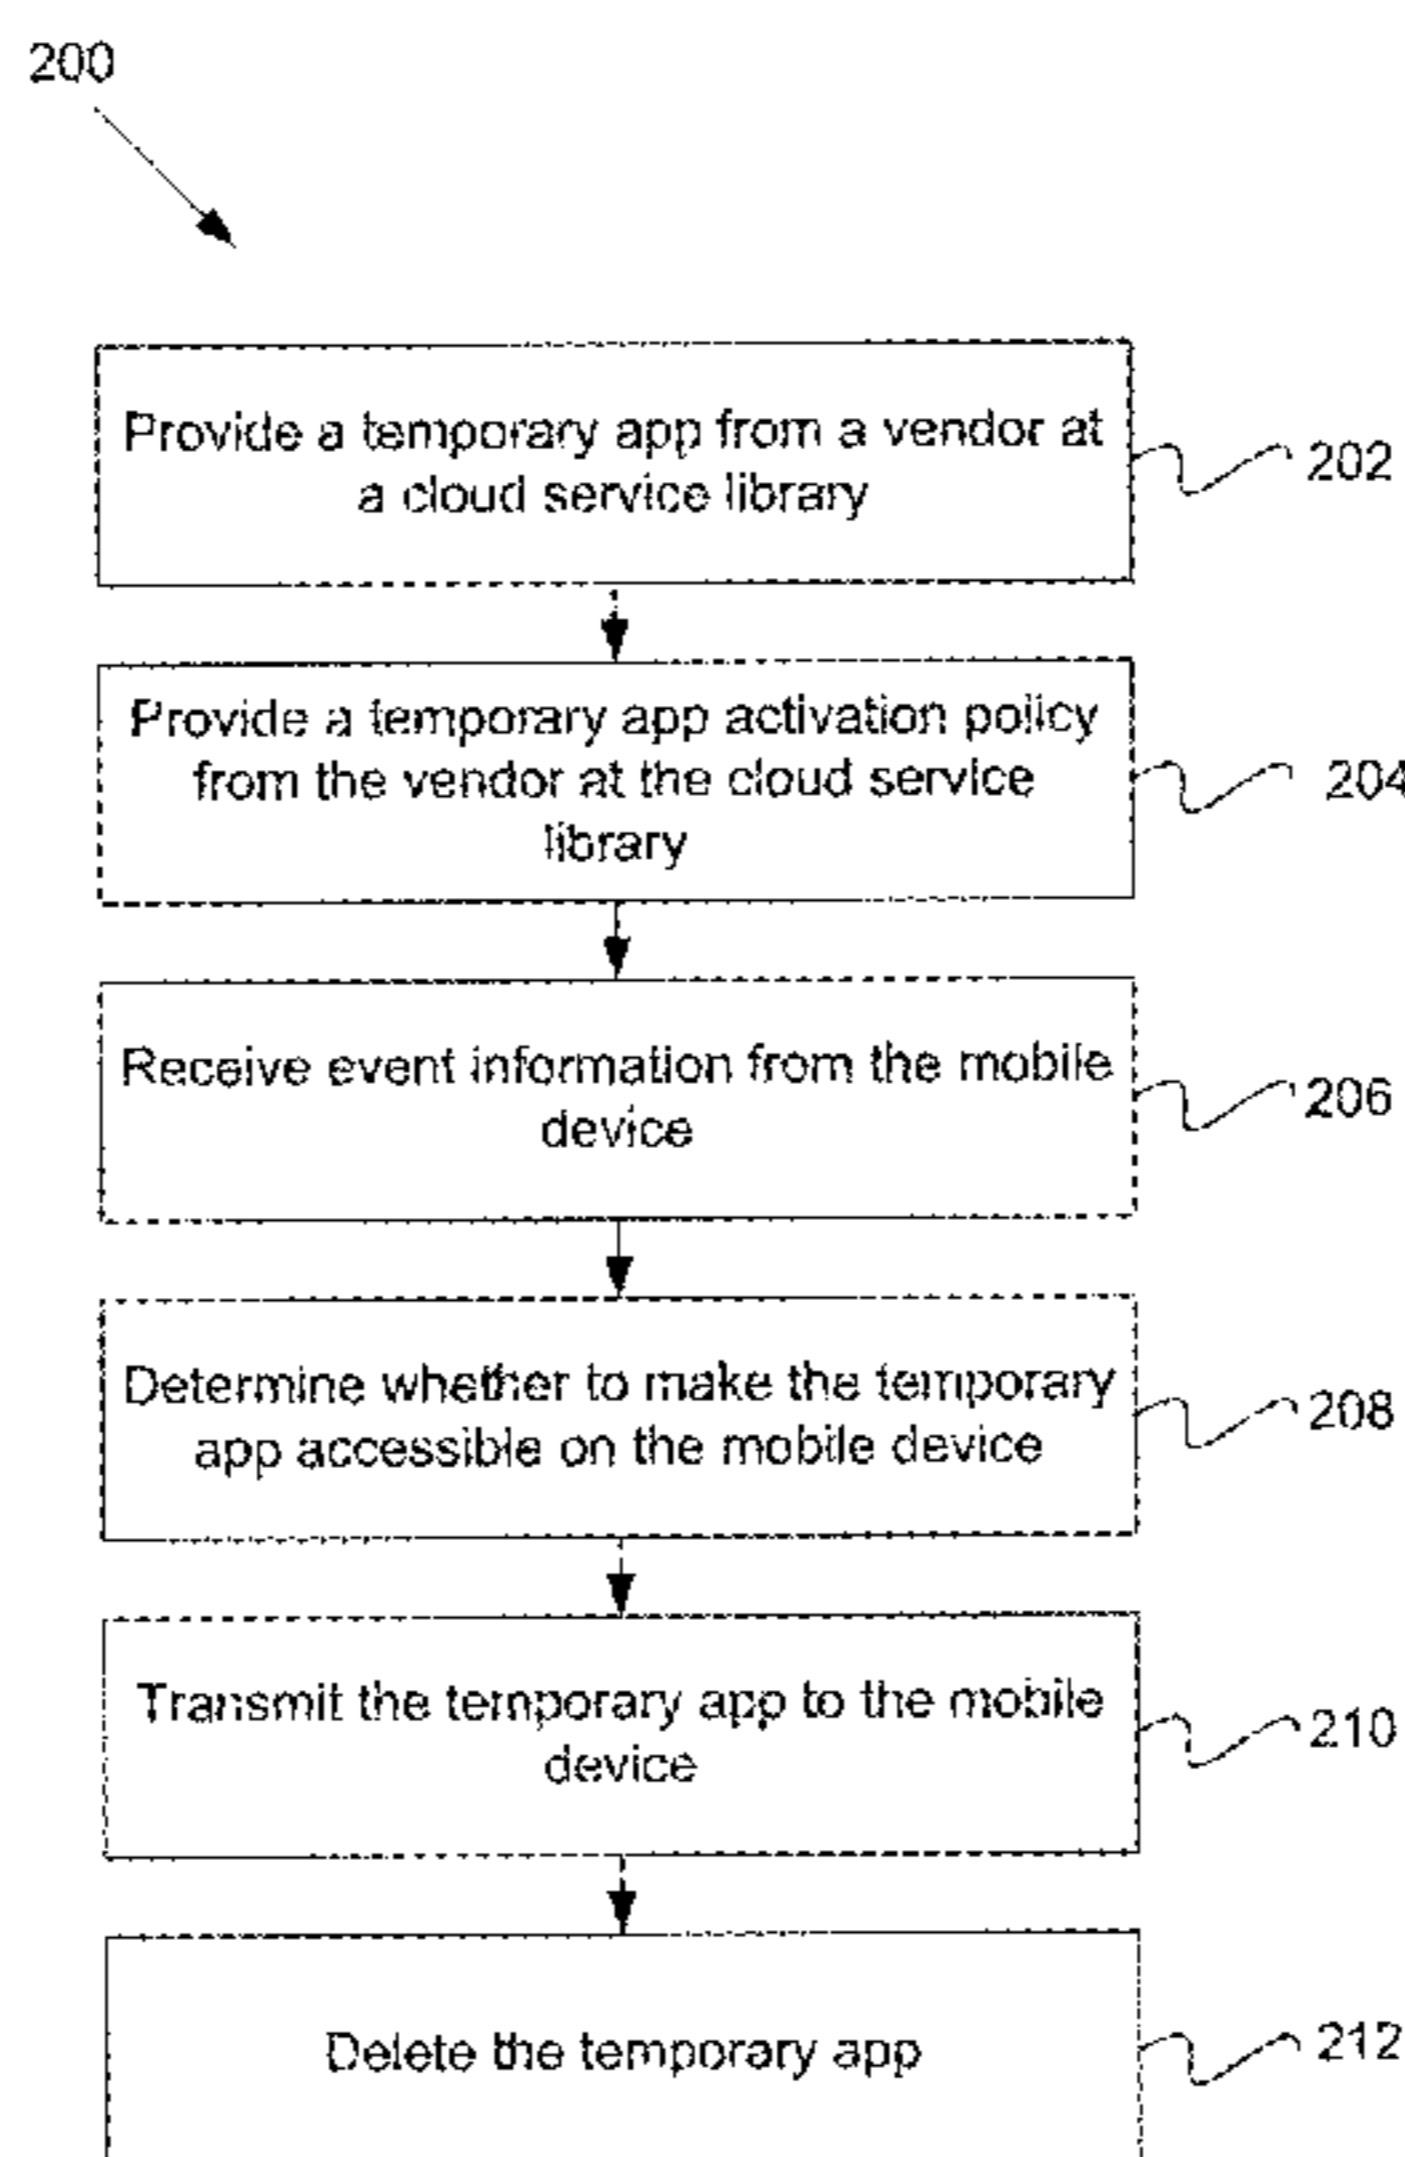 200
Provide a temporary app from a vendor at
a cloud service library
202
Provide a temporary app activation policy
from the vendor at the cloud service
library
204
Receive event information from the mobile
device
206
Determine whether to make the temporary
app accessible on the mobile device
208
Transmit the temporary app to the mobile
device
210
Delete the temporary app
212